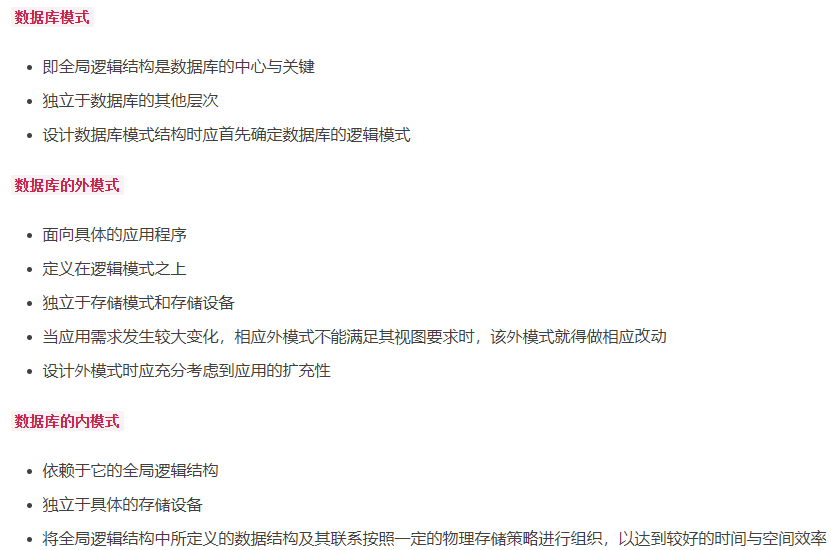 数据库模式
即全局逻辑结构是数据库的中心与关键
独立于数据库的其他层次
设计数据库模式结构时应首先确定数据库的逻辑模式
数据库的外模式
面向具体的应用程序
定义在逻辑模式之上
独立于存储模式和存储设备
当应用需求发生较大变化，相应外模式不能满足其视图要求时，该外模式就得做相应改动
设计外模式时应充分考虑到应用的扩充性
数据库的内模式
依赖于它的全局逻辑结构
独立于具体的存储设备
将全局逻辑结构中所定义的数据结构及其联系按照一定的物理存储策略进行组织，以达到较好的时间与空间效率